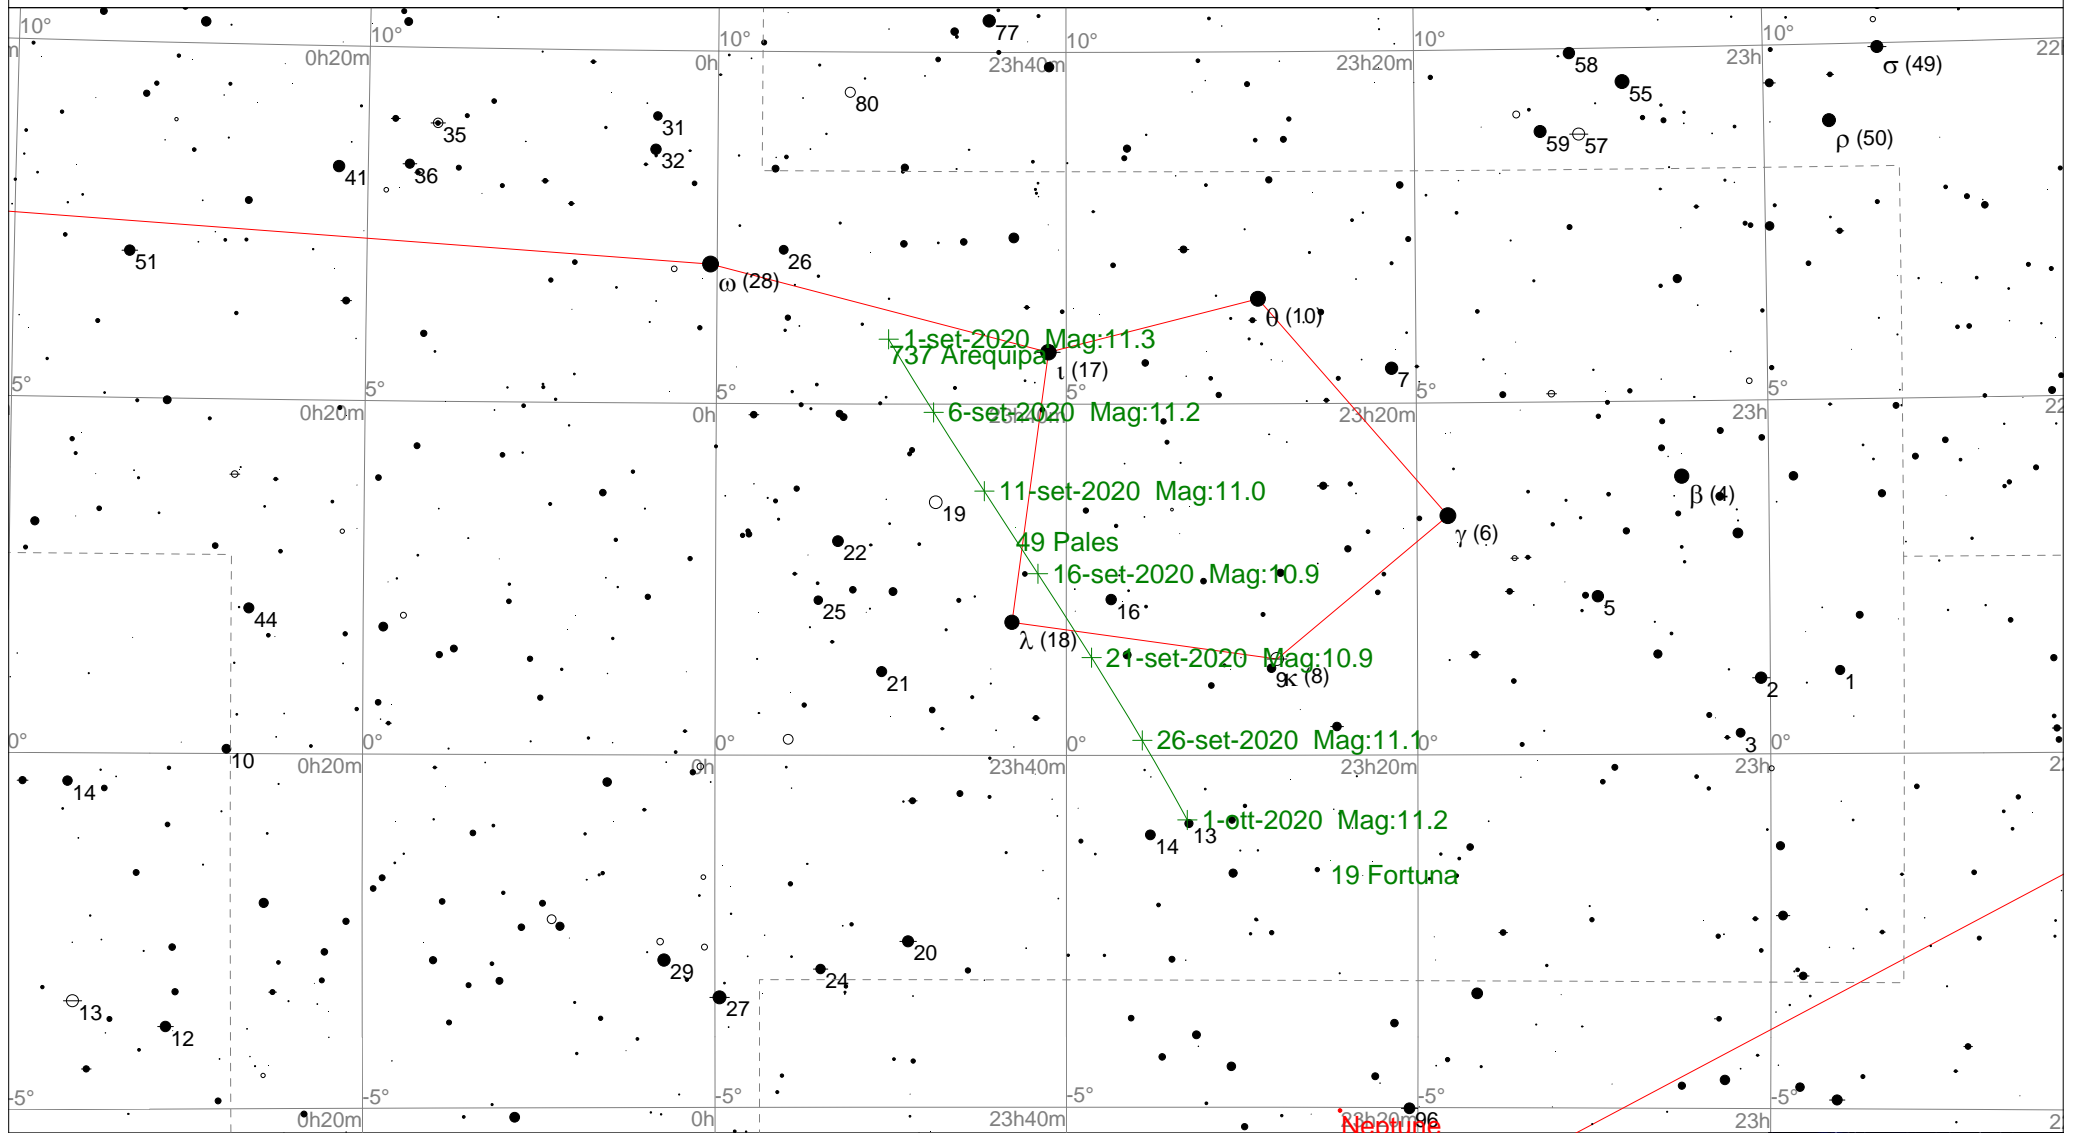 10° 10° 10° 10° 10° 10°
m 0h20m 0h 23h40m 23h20m 23h 22h
77
58
σ (49)
55
80
35
31
59
57
ρ (50)
32
41
36
51
26
ω (28)
θ (10)
1-set-2020 Mag:11.3
737 Arequipa
ι (17)
7
5° 5° 5° 5° 5° 5°
0h20m 0h 23h40m 23h20m 23h 22
6-set-2020 Mag:11.2
11-set-2020 Mag:11.0
β (4)
19
γ (6)
49 Pales
22
16-set-2020 Mag:10.9
25
16
5
44
λ (18)
21-set-2020 Mag:10.9
9
κ (8)
21
2
1
26-set-2020 Mag:11.1
3
0° 0° 0° 0° 0°
10
0h20m 0h 23h40m 23h20m 23h 2
14
1-ott-2020 Mag:11.2
13
14
19 Fortuna
20
29
24
27
13
12
-5° -5° -5° -5° -5° -5°
0h20m 0h 23h40m 23h20m 23h 2
96
Neptune